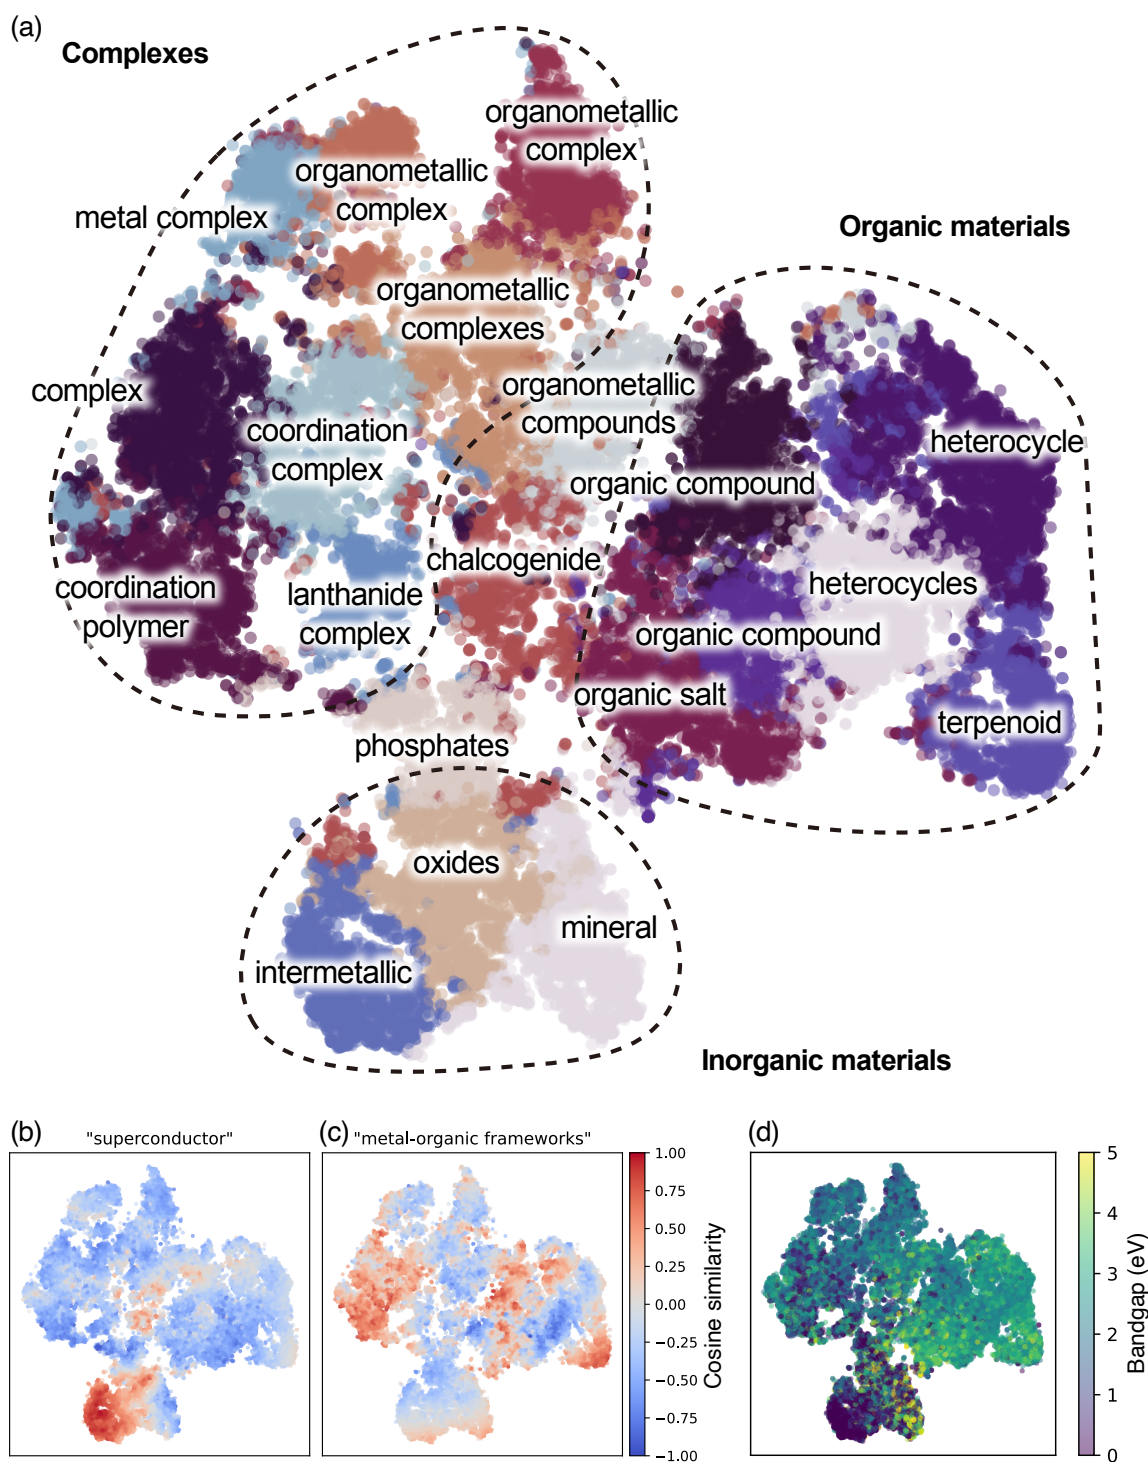 (a)
Complexes
organometallic
complex
organometallic
complex
metal complex
Organic materials
organometallic
complexes
complex
organometallic
compounds
coordination
complex
heterocycle
organic compound
chalcogenide
heterocycles
coordination
polymer
lanthanide
complex
organic compound
organic salt
terpenoid
phosphates
oxides
mineral
intermetallic
Inorganic materials
(b)
"superconductor"
(c)
"metal-organic frameworks"
1.00
0.75
0.50
0.25
0.00
−0.25
−0.50
−0.75
−1.00
Cosine similarity
(d)
5
4
3
2
1
0
Bandgap (eV)